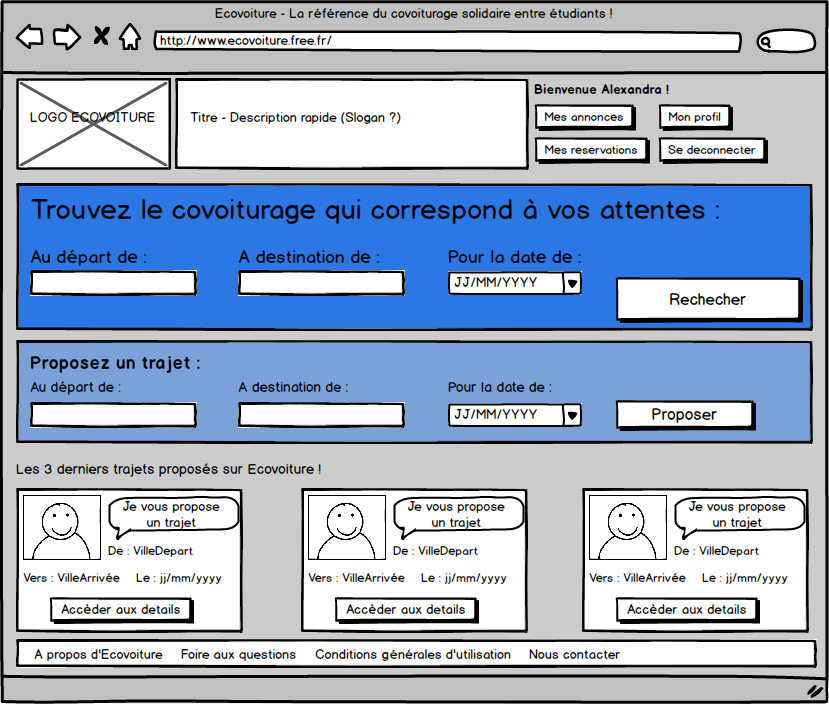 Ecovoiture - La référence du covoiturage solidaire entre étudiants !
http://www.ecovoiture.free.fr/
LOGO ECOVOITURE
Titre - Description rapide (Slogan ?)
Bienvenue Alexandra !
Mes annonces
Mon profil
Mes reservations
Se deconnecter
Trouvez le covoiturage qui correspond à vos attentes :
Au départ de :
A destination de :
Pour la date de :
JJ/MM/YYYY
Rechecher
Proposez un trajet :
Au départ de :
A destination de :
Pour la date de :
JJ/MM/YYYY
Proposer
Les 3 derniers trajets proposés sur Ecovoiture !
Je vous propose
un trajet
De : VilleDepart
Vers : VilleArrivée
Le : jj/mm/yyyy
Accèder aux details
Je vous propose
un trajet
De : VilleDepart
Vers : VilleArrivée
Le : jj/mm/yyyy
Accèder aux details
Je vous propose
un trajet
De : VilleDepart
Vers : VilleArrivée
Le : jj/mm/yyyy
Accèder aux details
A propos d'Ecovoiture
Foire aux questions
Conditions générales d'utilisation
Nous contacter